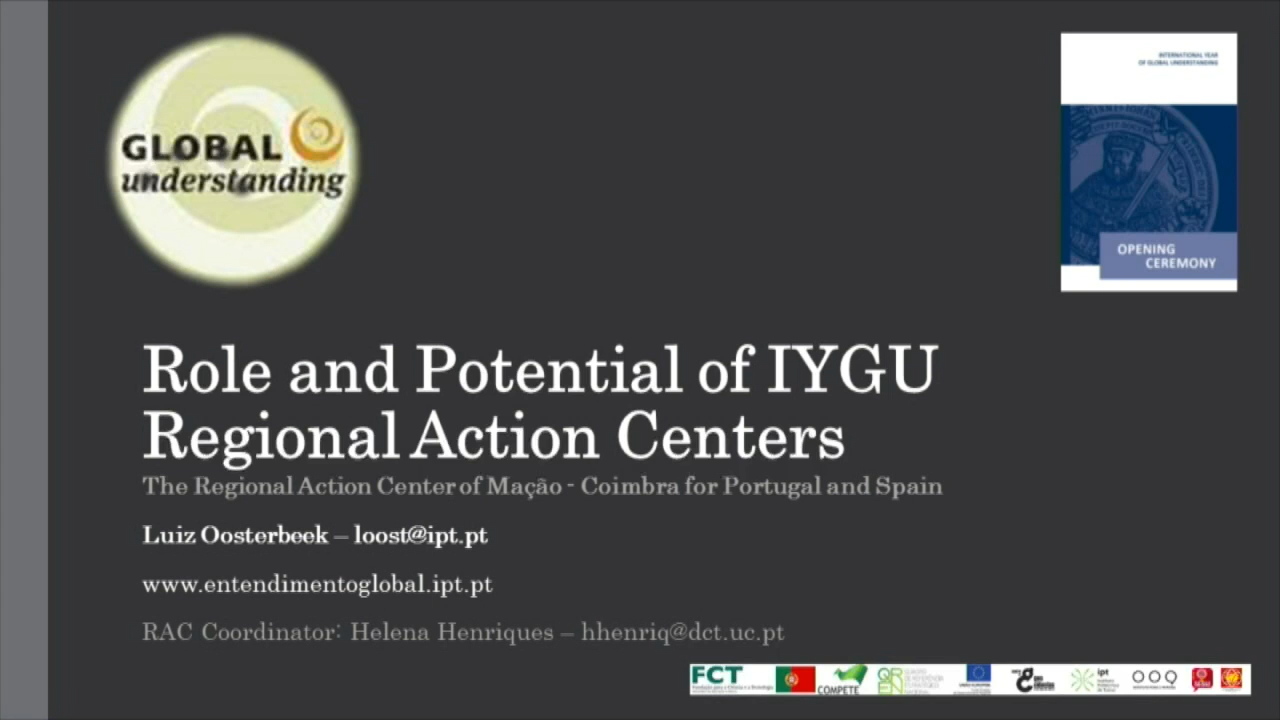 GLOBAL
understanding
INTERNATIONAL YEAR
OF GLOBAL UNDERSTANDING
OPENING
CEREMONY
Role and Potential of IYGU
Regional Action Centers
The Regional Action Center of Mação - Coimbra for Portugal and Spain
Luiz Oosterbeek – loost@ipt.pt
www.entendimentoglobal.ipt.pt
RAC Coordinator: Helena Henriques – hhenriq@dct.uc.pt
FCT
COMPETE
ipt